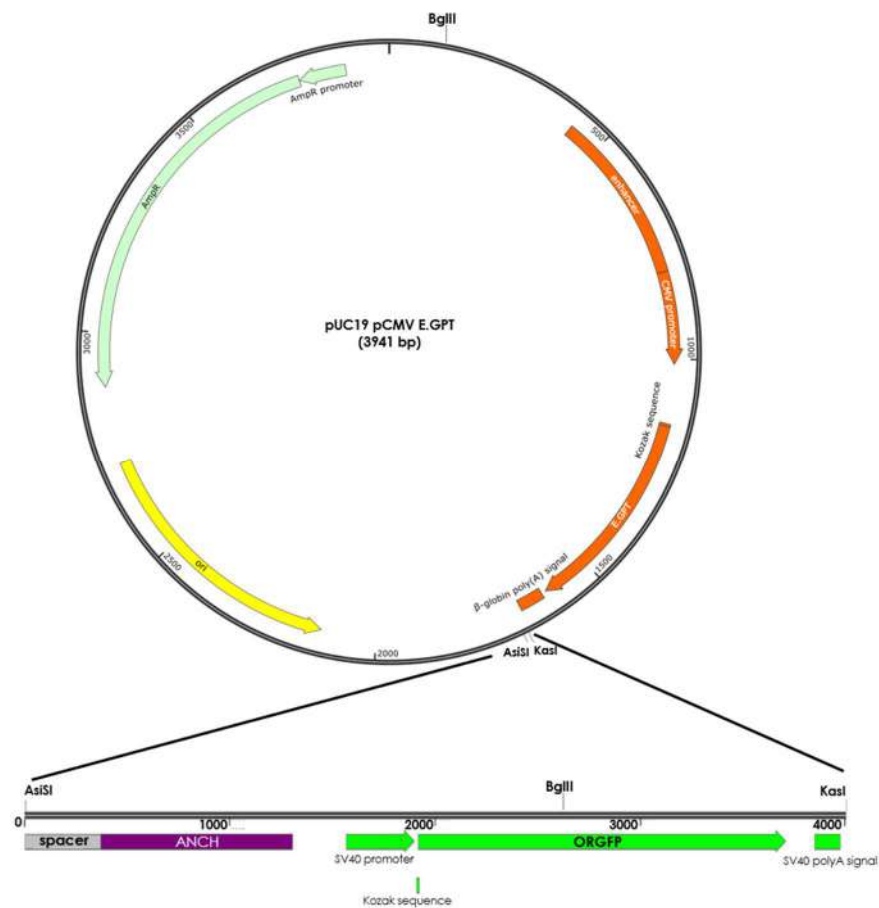 BglII
AmpR promoter
3500
500
AmpR
anhancer
CMV promoter
pUC19 pCMV E.GPT
(3941 bp)
3000
1000
Kozak sequence
E.GPT
ori
2500
1500
β-globin poly(A) signal
2000
AsiSI KasI
AsiSI
BglII
KasI
0 1000 2000 3000 4000
spacer ANCH ORGFP
SV40 promoter SV40 polyA signal
Kozak sequence